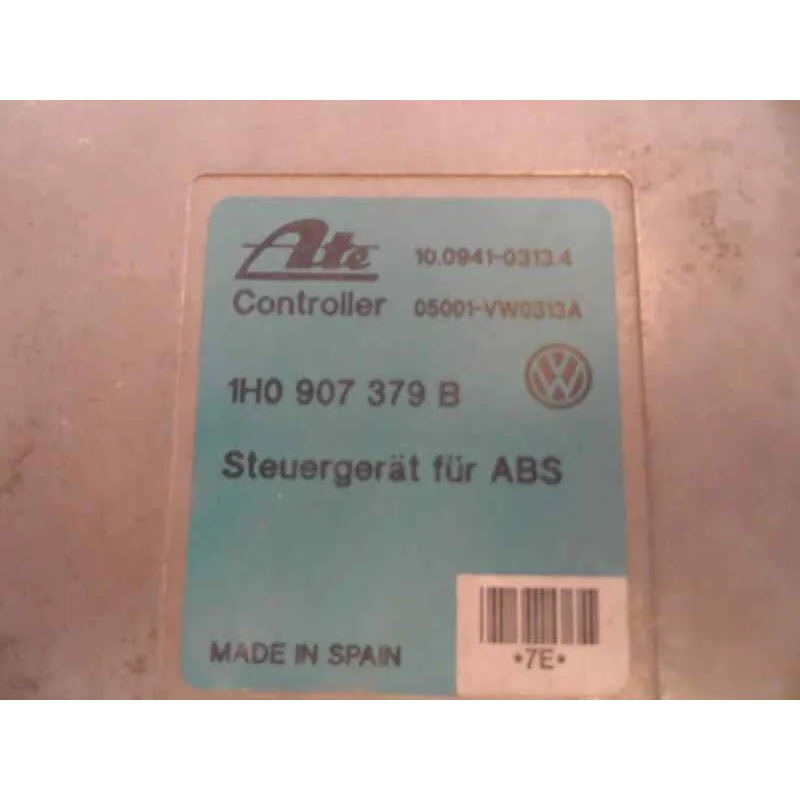 Ate 10.0941-0313.4
Controller 05001-VW0313A
1H0 907 379 B
Steuergerät für ABS
MADE IN SPAIN
*7E*